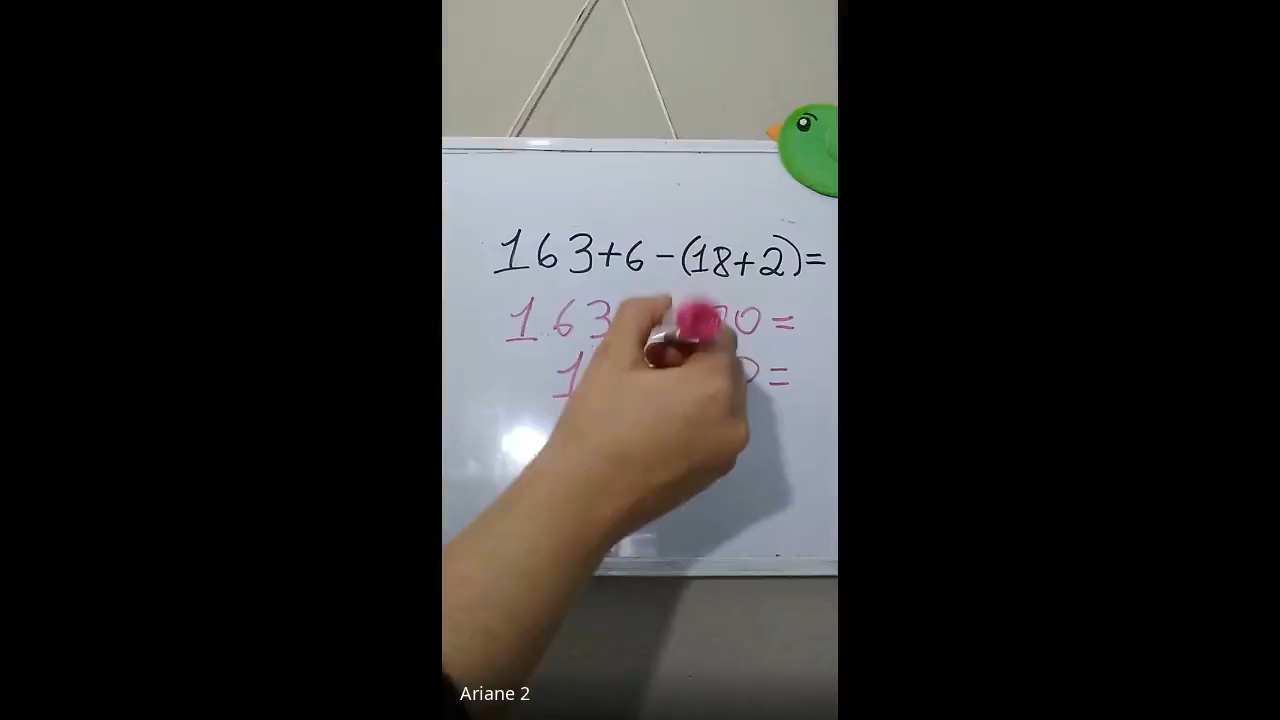 163+6-(18+2)=
163 0=
1 =
Ariane 2